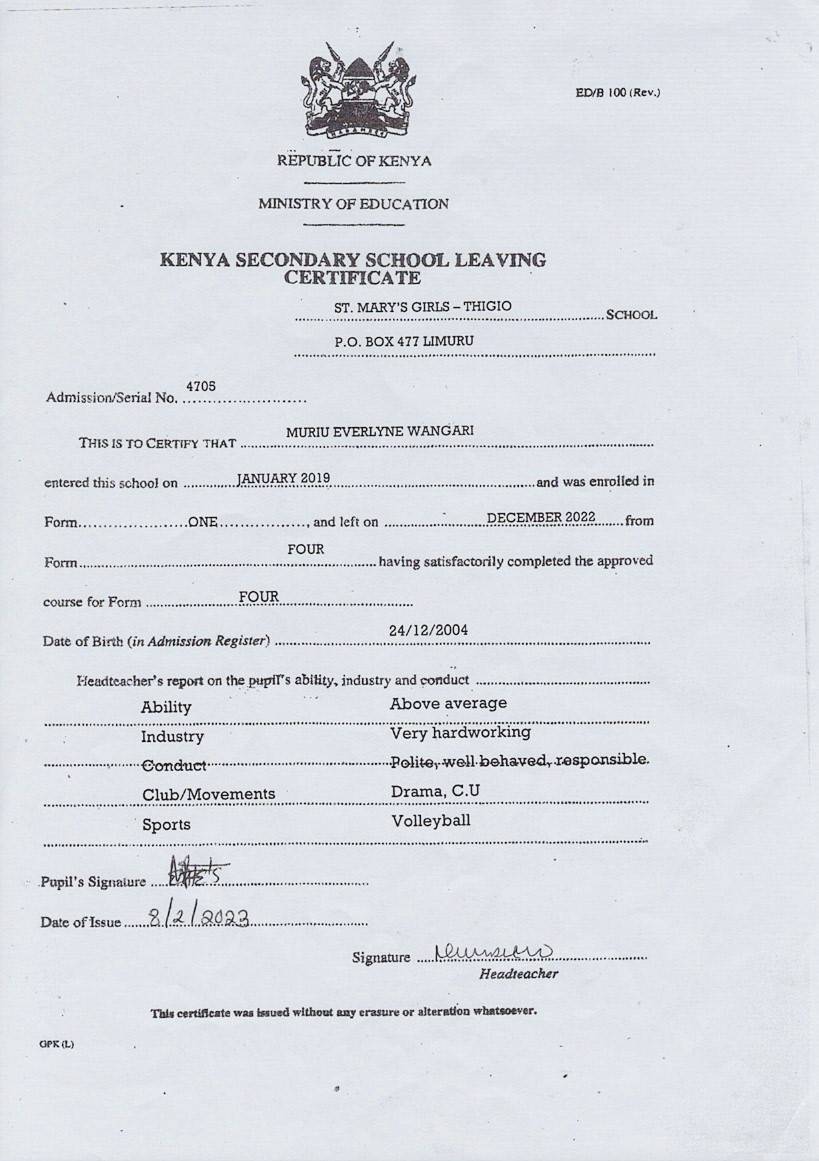 HARAMBEE
ED/B 100 (Rev.)
REPUBLIC OF KENYA
MINISTRY OF EDUCATION
KENYA SECONDARY SCHOOL LEAVING
CERTIFICATE
ST. MARY'S GIRLS – THIGIO SCHOOL
P.O. BOX 477 LIMURU
Admission/Serial No. 4705
THIS IS TO CERTIFY THAT MURIU EVERLYNE WANGARI
entered this school on JANUARY 2019 and was enrolled in
Form ONE, and left on DECEMBER 2022 from
Form FOUR having satisfactorily completed the approved
course for Form FOUR
Date of Birth (in Admission Register) 24/12/2004
Headteacher's report on the pupil's ability, industry and conduct
Ability Above average
Industry Very hardworking
Conduct Polite, well behaved, responsible.
Club/Movements Drama, C.U
Sports Volleyball
Pupil's Signature
Date of Issue 8/2/2023
Signature
Headteacher
This certificate was issued without any erasure or alteration whatsoever.
GPK (L)